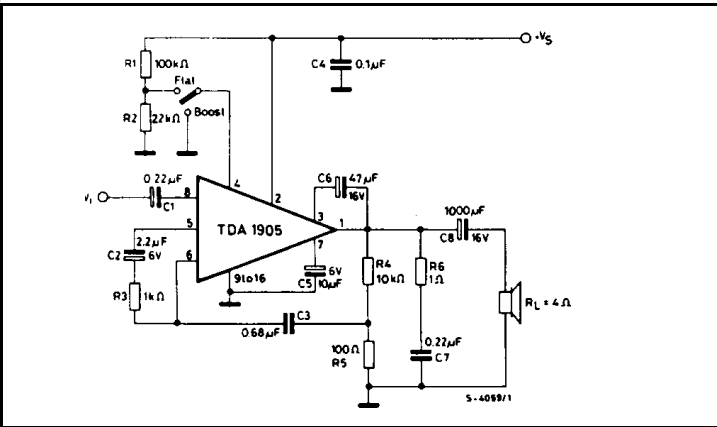 +Vs
R1
100kΩ
C4
0.1µF
Flat
Boost
R2
22kΩ
0.22µF
C1
Vi
8
4
2
C6
47µF
16V
3
1
TDA 1905
5
6
7
2.2µF
C2
6V
R3
1kΩ
9to16
6V
C5
10µF
R4
10kΩ
R6
1Ω
1000µF
C8
16V
RL = 4Ω
C3
0.68µF
100Ω
R5
0.22µF
C7
S-4059/1